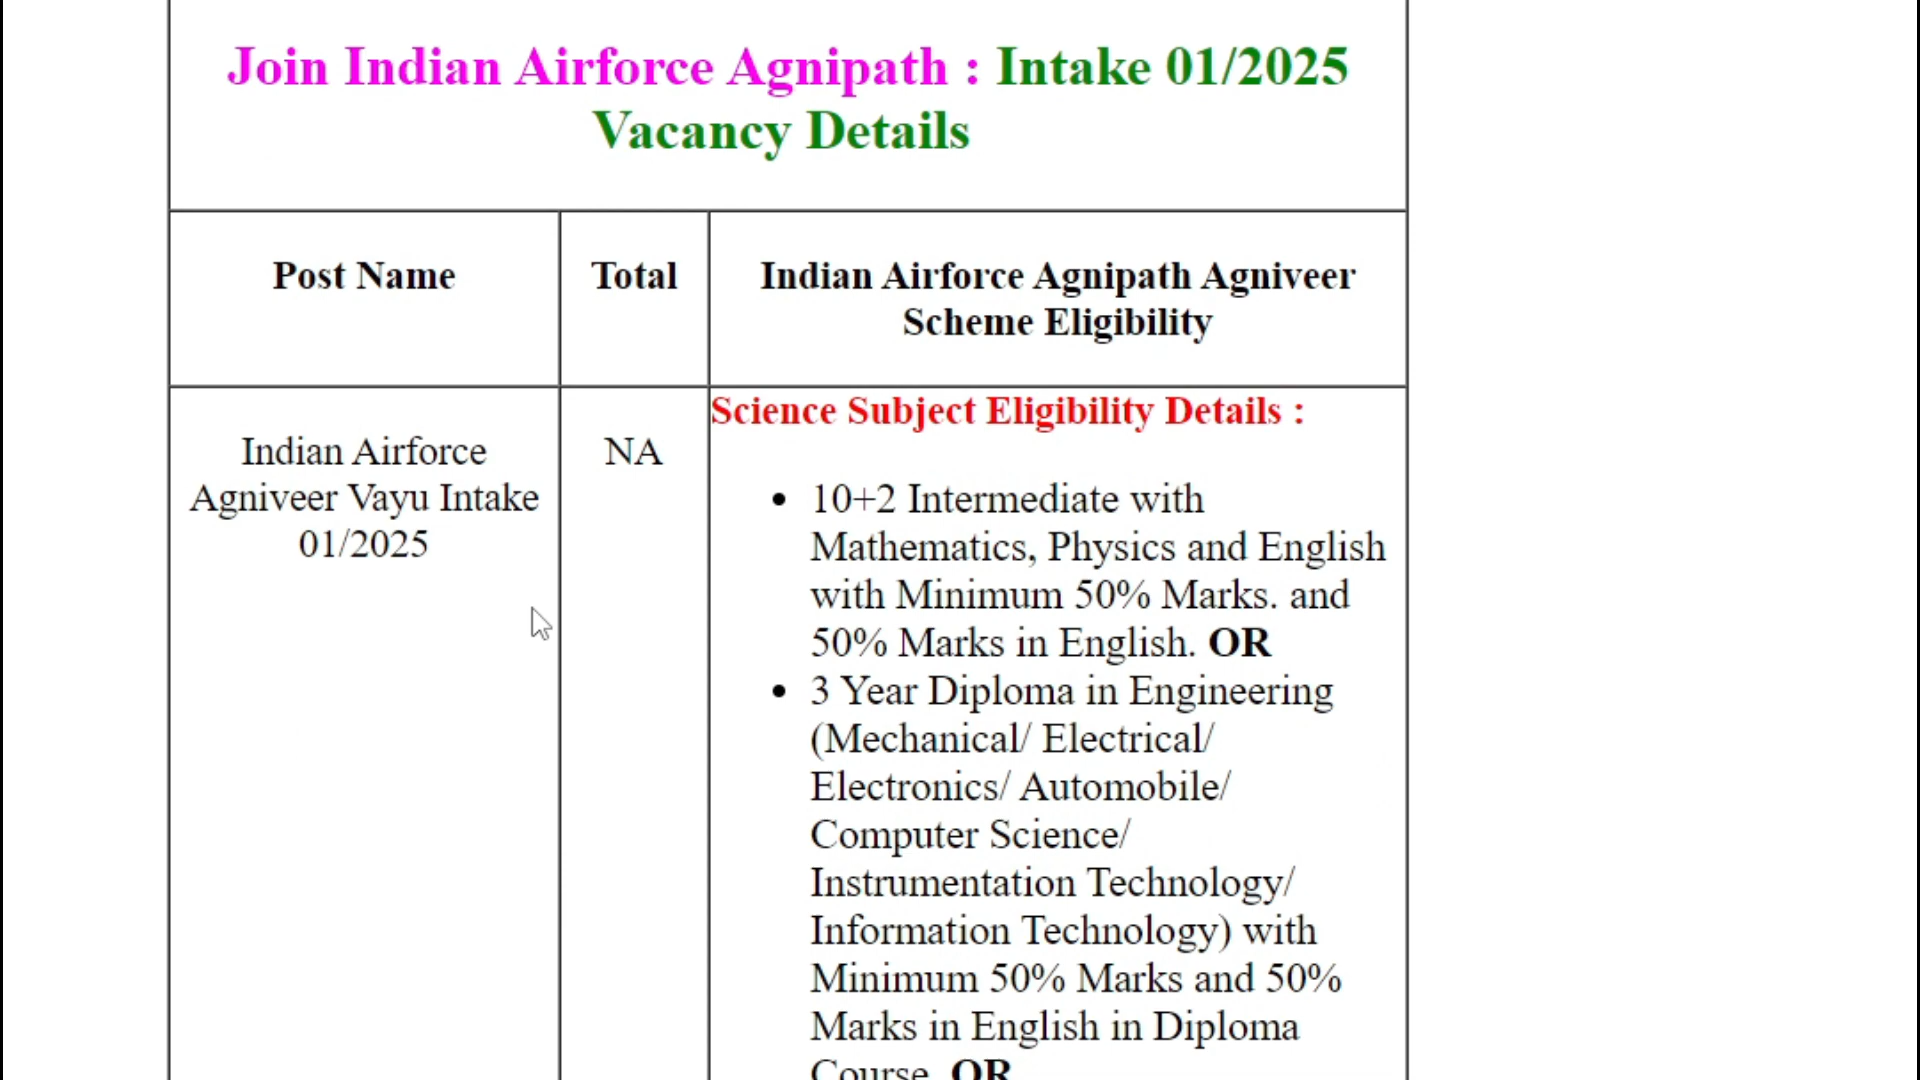 Join Indian Airforce Agnipath : Intake 01/2025
Vacancy Details
Post Name
Total
Indian Airforce Agnipath Agniveer
Scheme Eligibility
Indian Airforce
Agniveer Vayu Intake
01/2025
NA
Science Subject Eligibility Details :
• 10+2 Intermediate with
Mathematics, Physics and English
with Minimum 50% Marks. and
50% Marks in English. OR
• 3 Year Diploma in Engineering
(Mechanical/ Electrical/
Electronics/ Automobile/
Computer Science/
Instrumentation Technology/
Information Technology) with
Minimum 50% Marks and 50%
Marks in English in Diploma
Course. OR